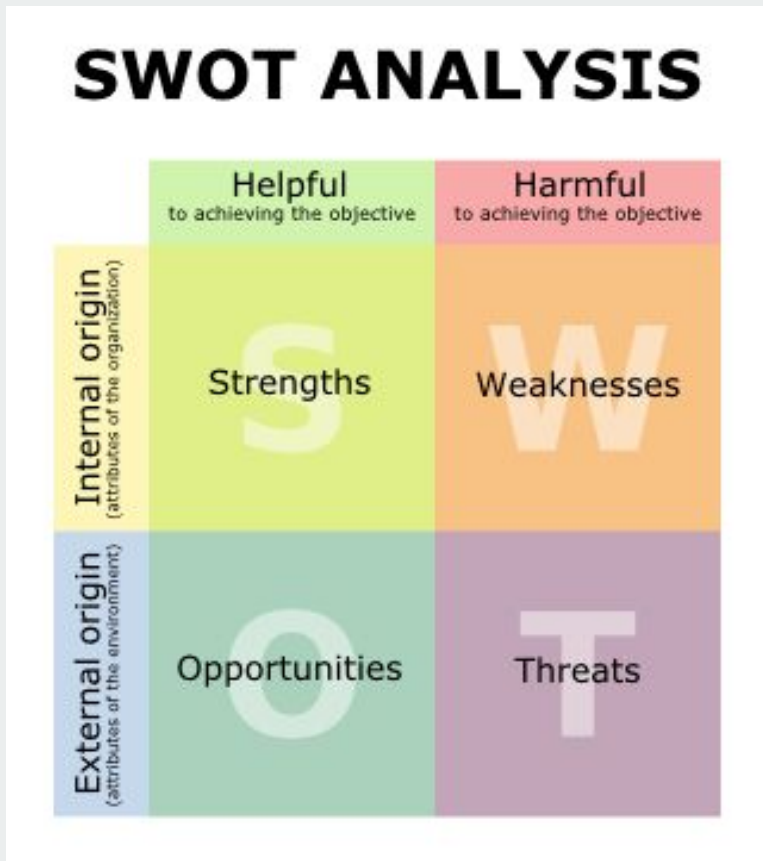 SWOT ANALYSIS
Helpful
to achieving the objective
Harmful
to achieving the objective
Internal origin
(attributes of the organization)
S
Strengths
W
Weaknesses
External origin
(attributes of the environment)
O
Opportunities
T
Threats